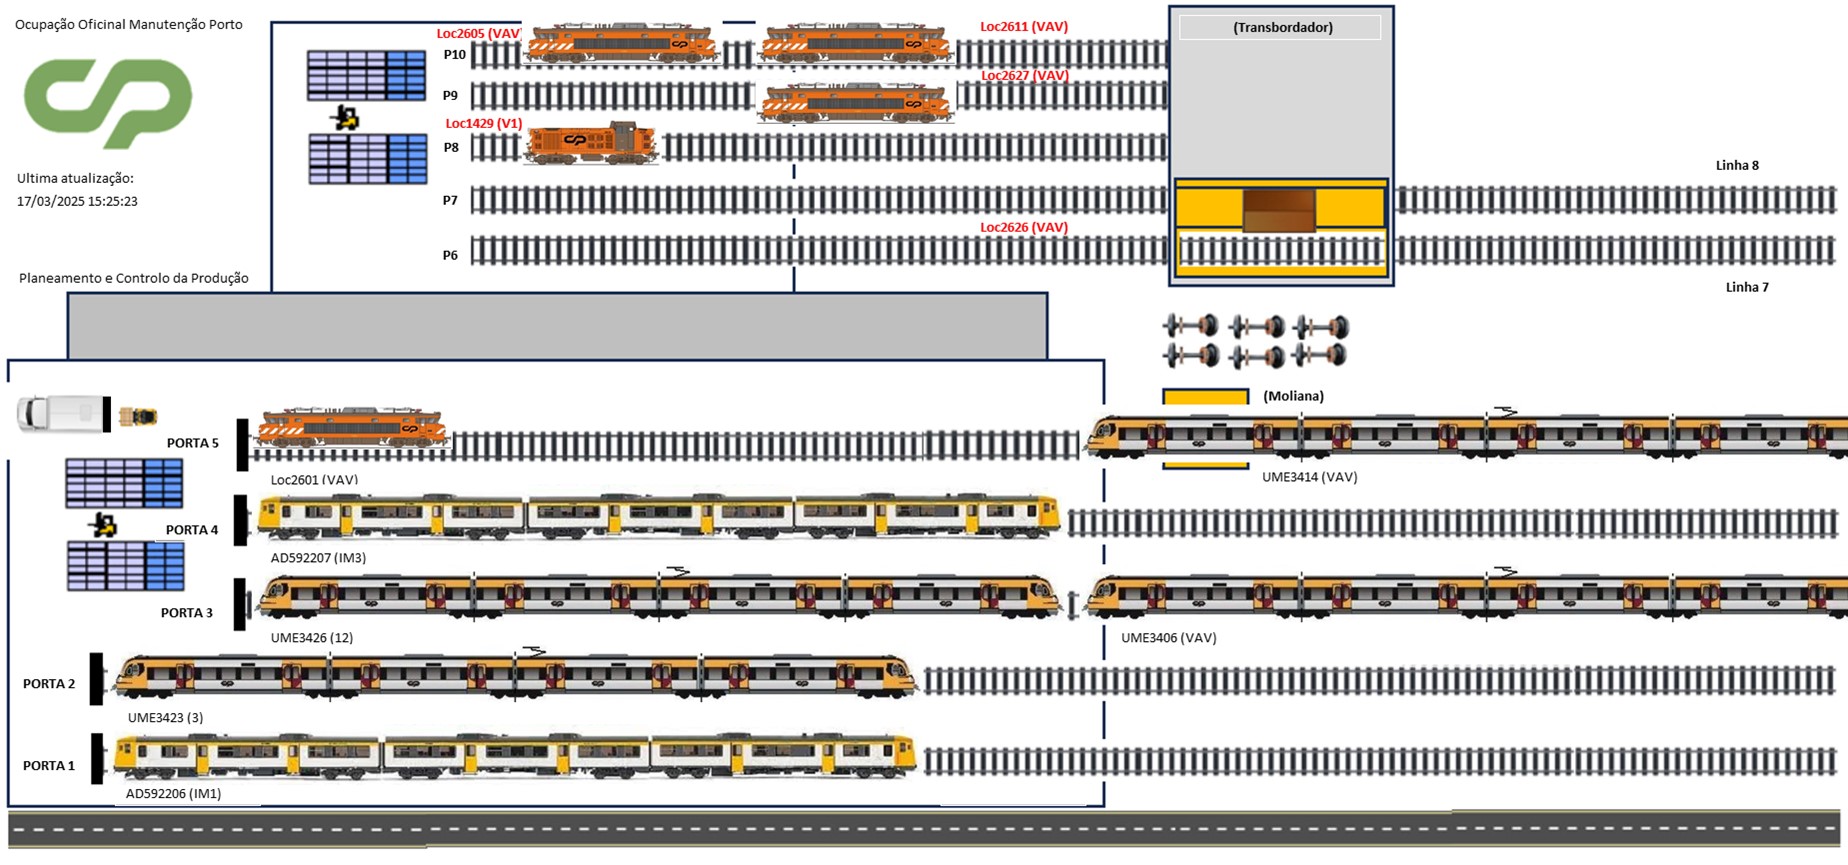 Ocupação Oficinal Manutenção Porto
Ultima atualização:
17/03/2025 15:25:23
Planeamento e Controlo da Produção
Loc2605 (VAV)
Loc2611 (VAV)
P10
Loc2627 (VAV)
P9
Loc1429 (V1)
P8
P7
Loc2626 (VAV)
P6
(Transbordador)
Linha 8
Linha 7
(Moliana)
PORTA 5
Loc2601 (VAV)
UME3414 (VAV)
PORTA 4
AD592207 (IM3)
PORTA 3
UME3426 (12)
UME3406 (VAV)
PORTA 2
UME3423 (3)
PORTA 1
AD592206 (IM1)